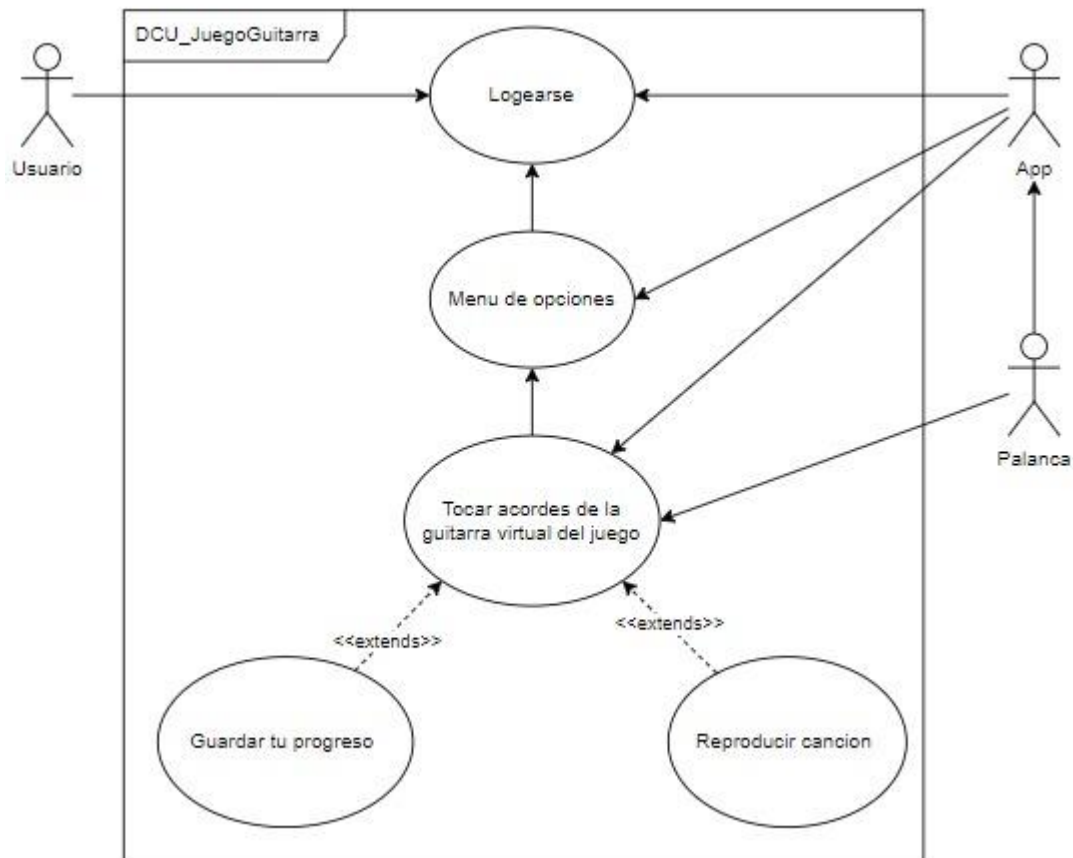 DCU_JuegoGuitarra
Logearse
Usuario
App
Menu de opciones
Palanca
Tocar acordes de la
guitarra virtual del juego
<<extends>>
<<extends>>
Guardar tu progreso
Reproducir cancion